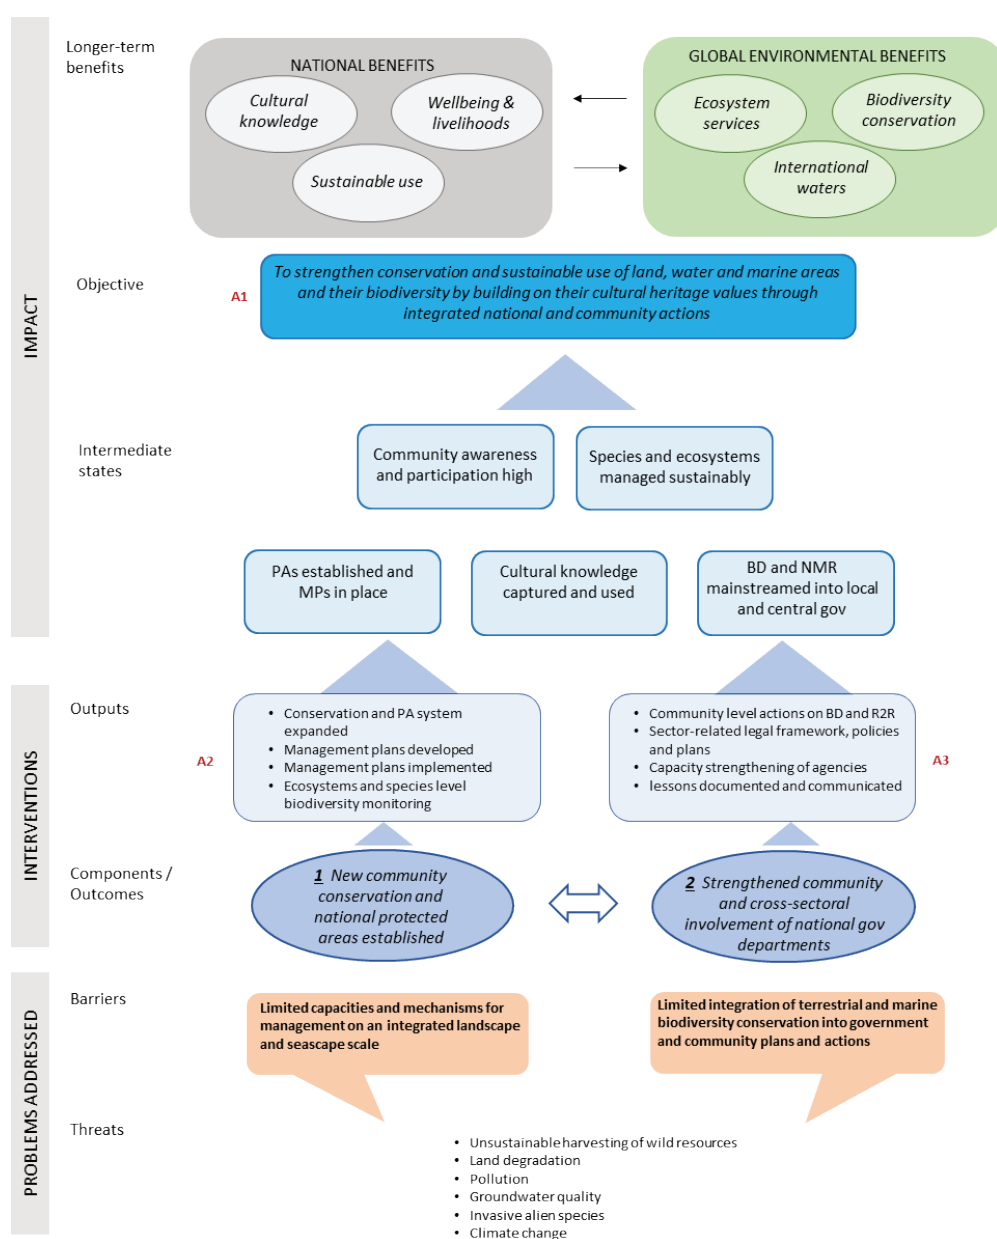 Longer-term
benefits
NATIONAL BENEFITS
Cultural
knowledge
Wellbeing &
livelihoods
Sustainable use
GLOBAL ENVIRONMENTAL BENEFITS
Ecosystem
services
Biodiversity
conservation
International
waters
IMPACT
Objective
A1
To strengthen conservation and sustainable use of land, water and marine areas
and their biodiversity by building on their cultural heritage values through
integrated national and community actions
Intermediate
states
Community awareness
and participation high
Species and ecosystems
managed sustainably
PAs established and
MPs in place
Cultural knowledge
captured and used
BD and NMR
mainstreamed into local
and central gov
INTERVENTIONS
Outputs
A2
• Conservation and PA system
expanded
• Management plans developed
• Management plans implemented
• Ecosystems and species level
biodiversity monitoring
• Community level actions on BD and R2R
• Sector-related legal framework, policies
and plans
• Capacity strengthening of agencies
• lessons documented and communicated
A3
Components /
Outcomes
1 New community
conservation and
national protected
areas established
2 Strengthened community
and cross-sectoral
involvement of national gov
departments
PROBLEMS ADDRESSED
Barriers
Limited capacities and mechanisms for
management on an integrated landscape
and seascape scale
Limited integration of terrestrial and marine
biodiversity conservation into government
and community plans and actions
Threats
• Unsustainable harvesting of wild resources
• Land degradation
• Pollution
• Groundwater quality
• Invasive alien species
• Climate change